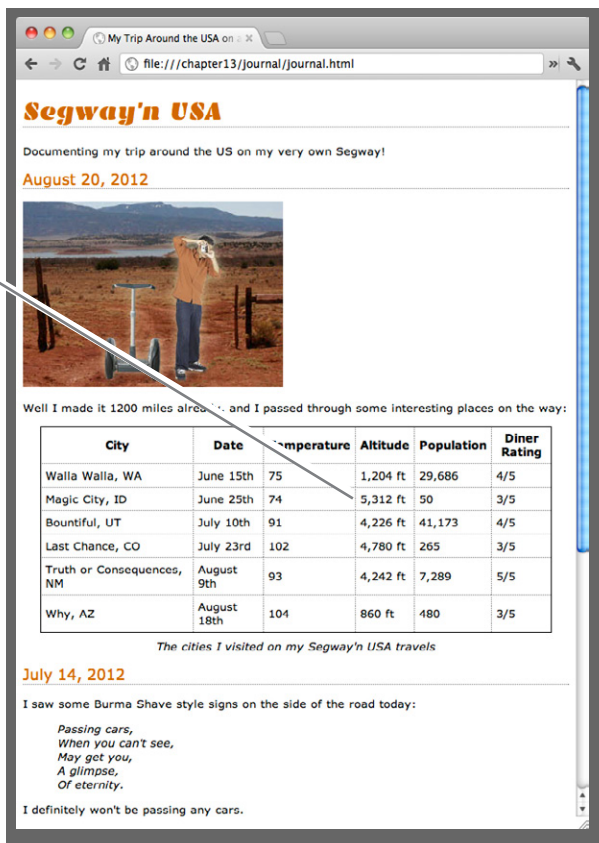 My Trip Around the USA on a
file:///chapter13/journal/journal.html
»
Segway'n USA
Documenting my trip around the US on my very own Segway!
August 20, 2012
Well I made it 1200 miles already, and I passed through some interesting places on the way:
City Date Temperature Altitude Population Diner Rating
Walla Walla, WA June 15th 75 1,204 ft 29,686 4/5
Magic City, ID June 25th 74 5,312 ft 50 3/5
Bountiful, UT July 10th 91 4,226 ft 41,173 4/5
Last Chance, CO July 23rd 102 4,780 ft 265 3/5
Truth or Consequences, NM August 9th 93 4,242 ft 7,289 5/5
Why, AZ August 18th 104 860 ft 480 3/5
The cities I visited on my Segway'n USA travels
July 14, 2012
I saw some Burma Shave style signs on the side of the road today:
Passing cars,
When you can't see,
May get you,
A glimpse,
Of eternity.
I definitely won't be passing any cars.